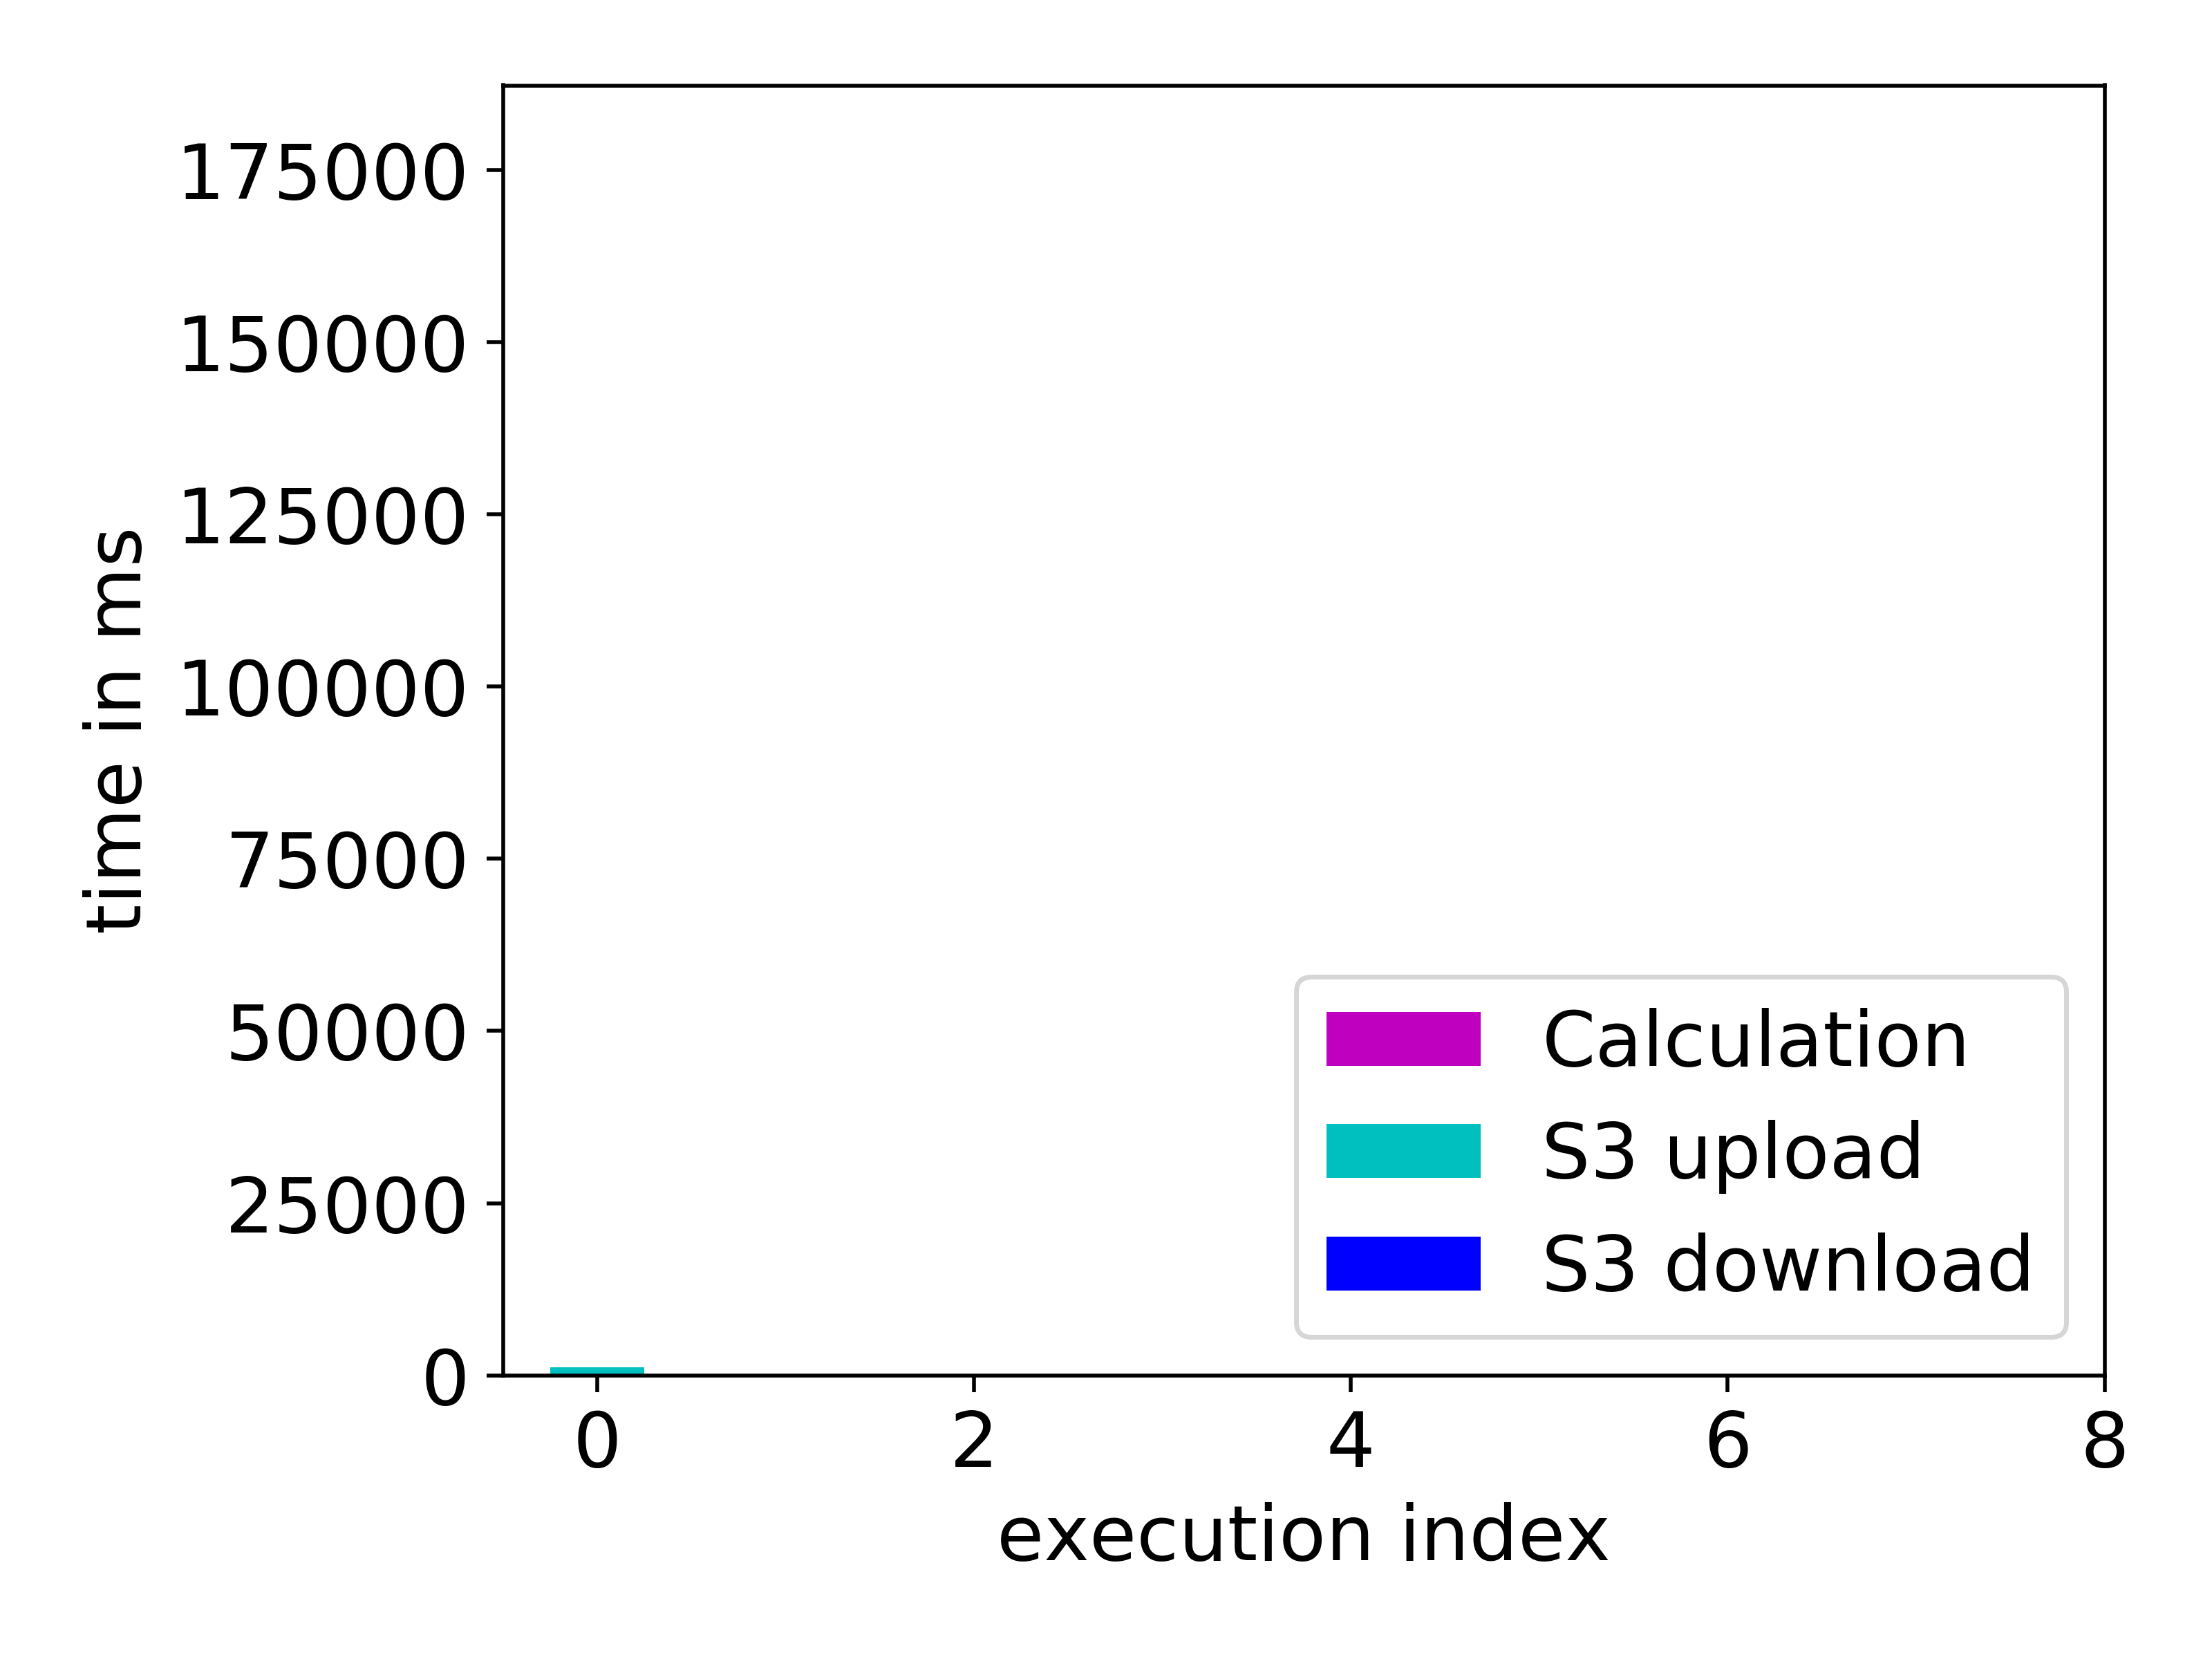 175000
150000
125000
100000
75000
50000
25000
0
time in ms
Calculation
S3 upload
S3 download
0 2 4 6 8
execution index